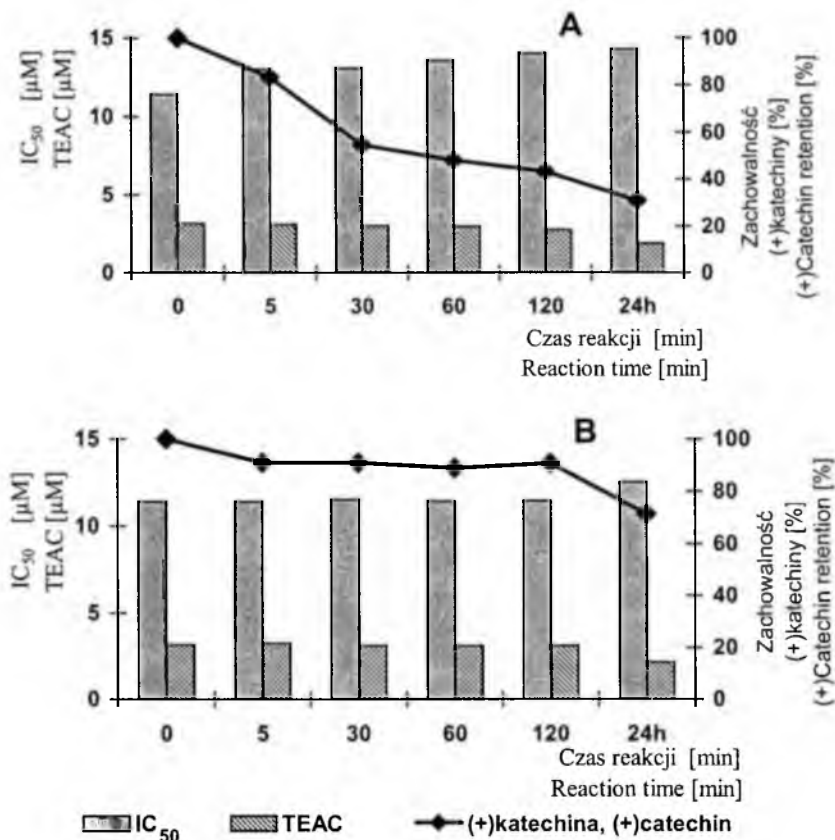 A
15
10
5
0
IC50 [µM]
TEAC [µM]
100
80
60
40
20
0
Zachowalność
(+)katechiny [%]
(+)Catechin retention [%]
0 5 30 60 120 24h
Czas reakcji [min]
Reaction time [min]
B
15
10
5
0
IC50 [µM]
TEAC [µM]
100
80
60
40
20
0
Zachowalność
(+)katechiny [%]
(+)Catechin retention [%]
0 5 30 60 120 24h
Czas reakcji [min]
Reaction time [min]
IC50 TEAC (+)katechina, (+)catechin